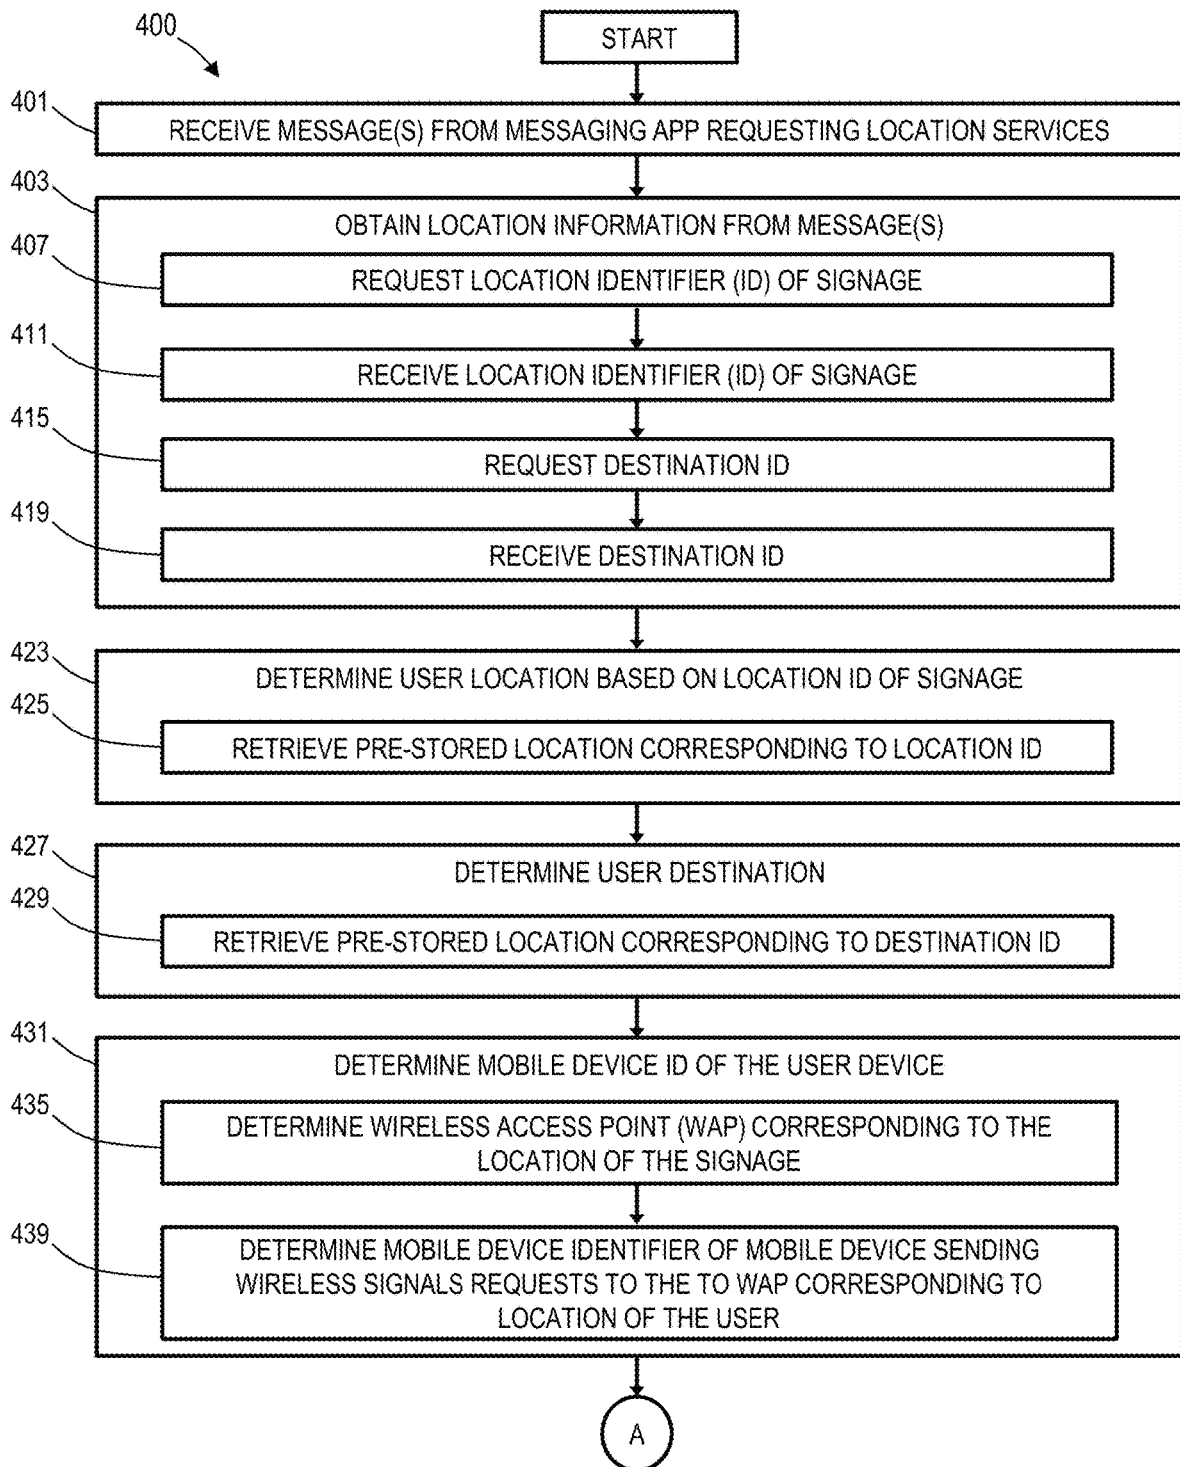 400
START
401
RECEIVE MESSAGE(S) FROM MESSAGING APP REQUESTING LOCATION SERVICES
403
OBTAIN LOCATION INFORMATION FROM MESSAGE(S)
407
REQUEST LOCATION IDENTIFIER (ID) OF SIGNAGE
411
RECEIVE LOCATION IDENTIFIER (ID) OF SIGNAGE
415
REQUEST DESTINATION ID
419
RECEIVE DESTINATION ID
423
DETERMINE USER LOCATION BASED ON LOCATION ID OF SIGNAGE
425
RETRIEVE PRE-STORED LOCATION CORRESPONDING TO LOCATION ID
427
DETERMINE USER DESTINATION
429
RETRIEVE PRE-STORED LOCATION CORRESPONDING TO DESTINATION ID
431
DETERMINE MOBILE DEVICE ID OF THE USER DEVICE
435
DETERMINE WIRELESS ACCESS POINT (WAP) CORRESPONDING TO THE
LOCATION OF THE SIGNAGE
439
DETERMINE MOBILE DEVICE IDENTIFIER OF MOBILE DEVICE SENDING
WIRELESS SIGNALS REQUESTS TO THE TO WAP CORRESPONDING TO
LOCATION OF THE USER
A